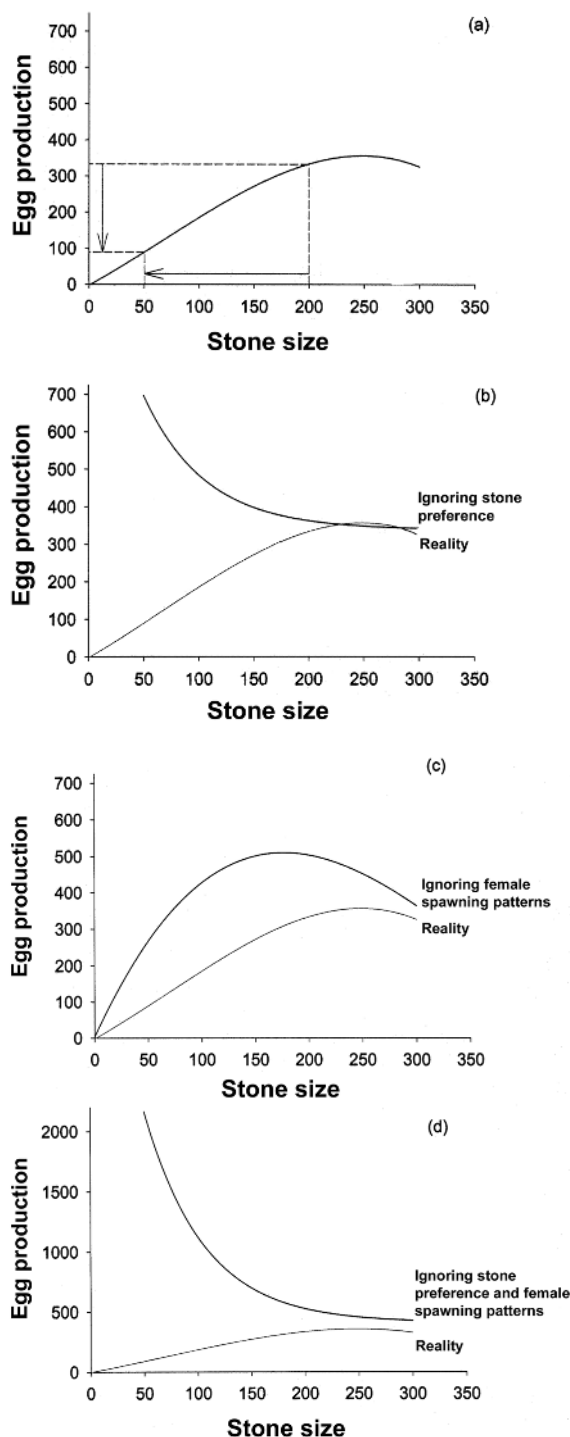 (a)
700
600
500
400
300
200
100
0
Egg production
0 50 100 150 200 250 300 350
Stone size
(b)
700
600
500
400
300
200
100
0
Egg production
Ignoring stone
preference
Reality
0 50 100 150 200 250 300 350
Stone size
(c)
700
600
500
400
300
200
100
0
Egg production
Ignoring female
spawning patterns
Reality
0 50 100 150 200 250 300 350
Stone size
(d)
2000
1500
1000
500
0
Egg production
Ignoring stone
preference and female
spawning patterns
Reality
0 50 100 150 200 250 300 350
Stone size